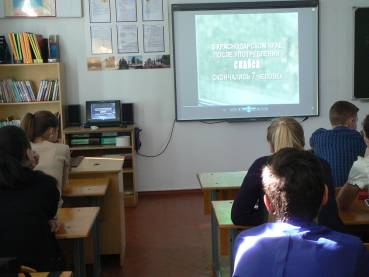 В КРАСНОДАРСКОМ КРАЕ
ПОСЛЕ УПОТРЕБЛЕНИЯ
СПАЙСА
СКОНЧАЛИСЬ 7 ЧЕЛОВЕК